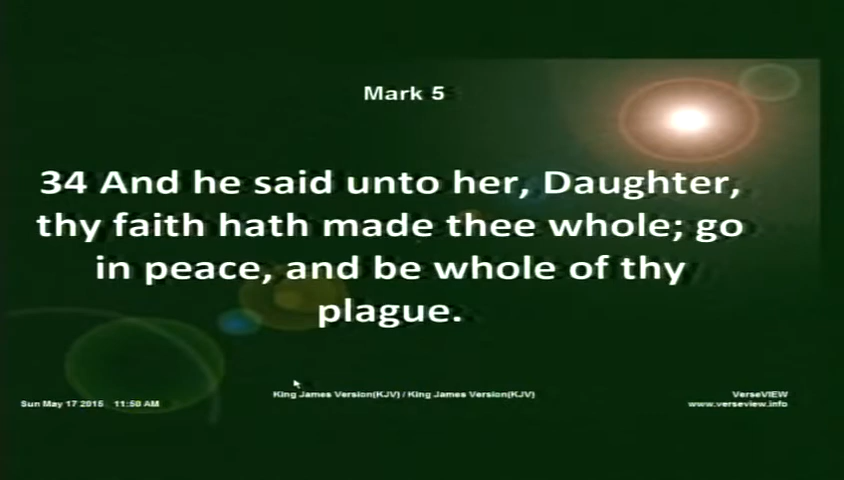 Mark 5
34 And he said unto her, Daughter,
thy faith hath made thee whole; go
in peace, and be whole of thy
plague.
King James Version(KJV) / King James Version(KJV)
Sun May 17 2015 11:50 AM
VerseVIEW
www.verseview.info